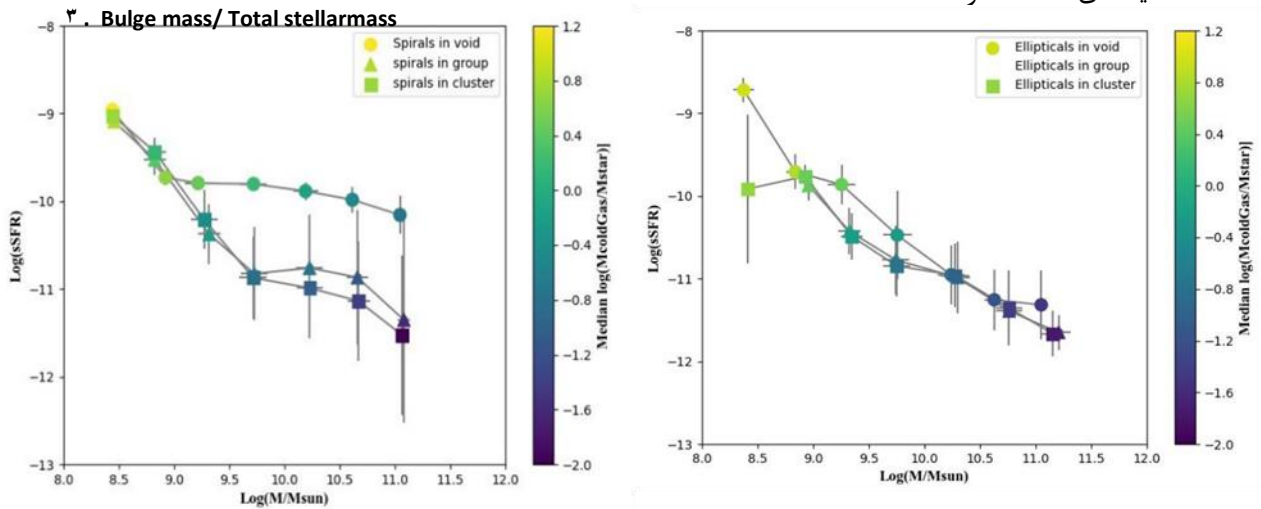 ۳ . Bulge mass/ Total stellarmass
Spirals in void
spirals in group
spirals in cluster
Log(sSFR)
−8
−9
−10
−11
−12
−13
8.0 8.5 9.0 9.5 10.0 10.5 11.0 11.5 12.0
Log(M/Msun)
1.2
0.8
0.4
0.0
−0.4
−0.8
−1.2
−1.6
−2.0
Median log(McoldGas/Mstar)]
Ellipticals in void
Ellipticals in group
Ellipticals in cluster
Log(sSFR)
−8
−9
−10
−11
−12
−13
8.0 8.5 9.0 9.5 10.0 10.5 11.0 11.5 12.0
Log(M/Msun)
1.2
0.8
0.4
0.0
−0.4
−0.8
−1.2
−1.6
−2.0
Median log(McoldGas/Mstar)]